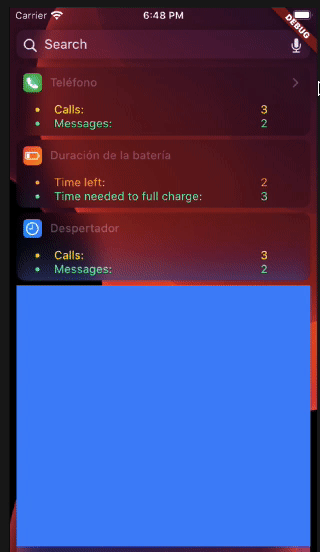 Carrier 6:48 PM
DEBUG
Search
Teléfono
• Calls: 3
• Messages: 2
Duración de la batería
• Time left: 2
• Time needed to full charge: 3
Despertador
• Calls: 3
• Messages: 2